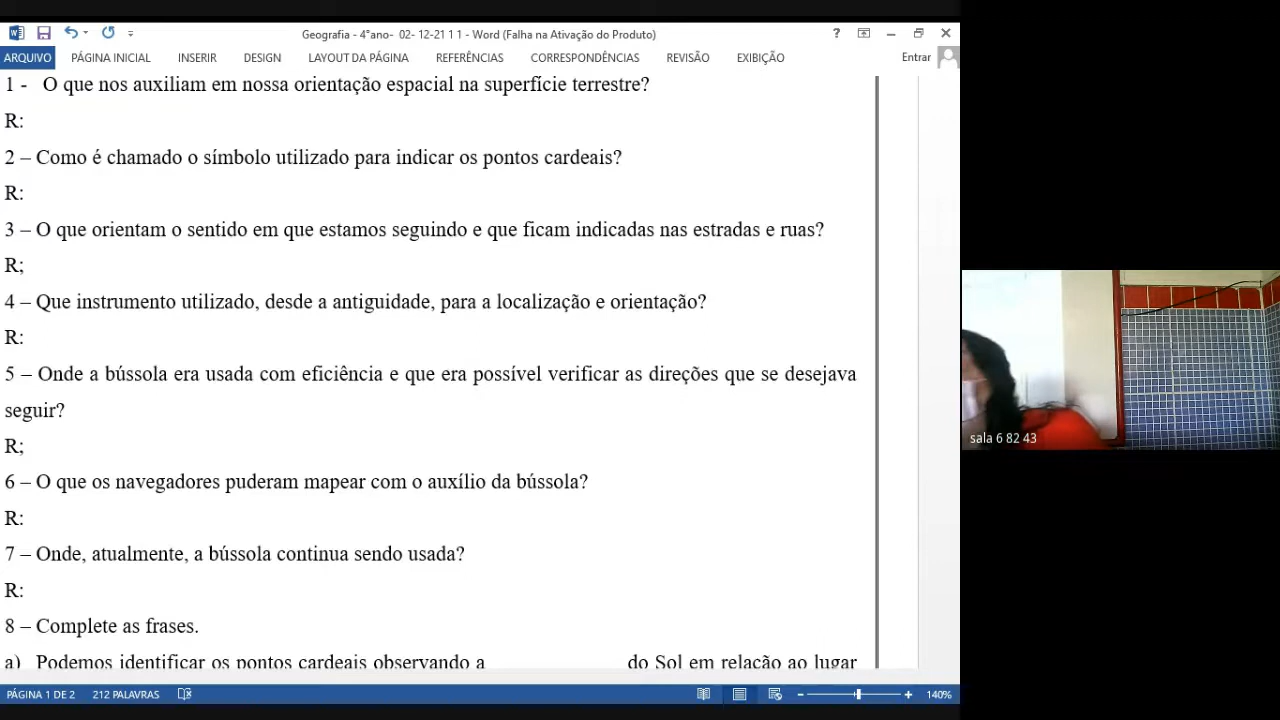 Geografia - 4°ano- 02- 12-21 1 1 - Word (Falha na Ativação do Produto)
ARQUIVO PÁGINA INICIAL INSERIR DESIGN LAYOUT DA PÁGINA REFERÊNCIAS CORRESPONDÊNCIAS REVISÃO EXIBIÇÃO Entrar
1 - O que nos auxiliam em nossa orientação espacial na superfície terrestre?
R:
2 – Como é chamado o símbolo utilizado para indicar os pontos cardeais?
R:
3 – O que orientam o sentido em que estamos seguindo e que ficam indicadas nas estradas e ruas?
R;
4 – Que instrumento utilizado, desde a antiguidade, para a localização e orientação?
R:
5 – Onde a bússola era usada com eficiência e que era possível verificar as direções que se desejava
seguir?
R;
6 – O que os navegadores puderam mapear com o auxílio da bússola?
R:
7 – Onde, atualmente, a bússola continua sendo usada?
R:
8 – Complete as frases.
a) Podemos identificar os pontos cardeais observando a do Sol em relação ao lugar
PÁGINA 1 DE 2 212 PALAVRAS 140%
sala 6 82 43